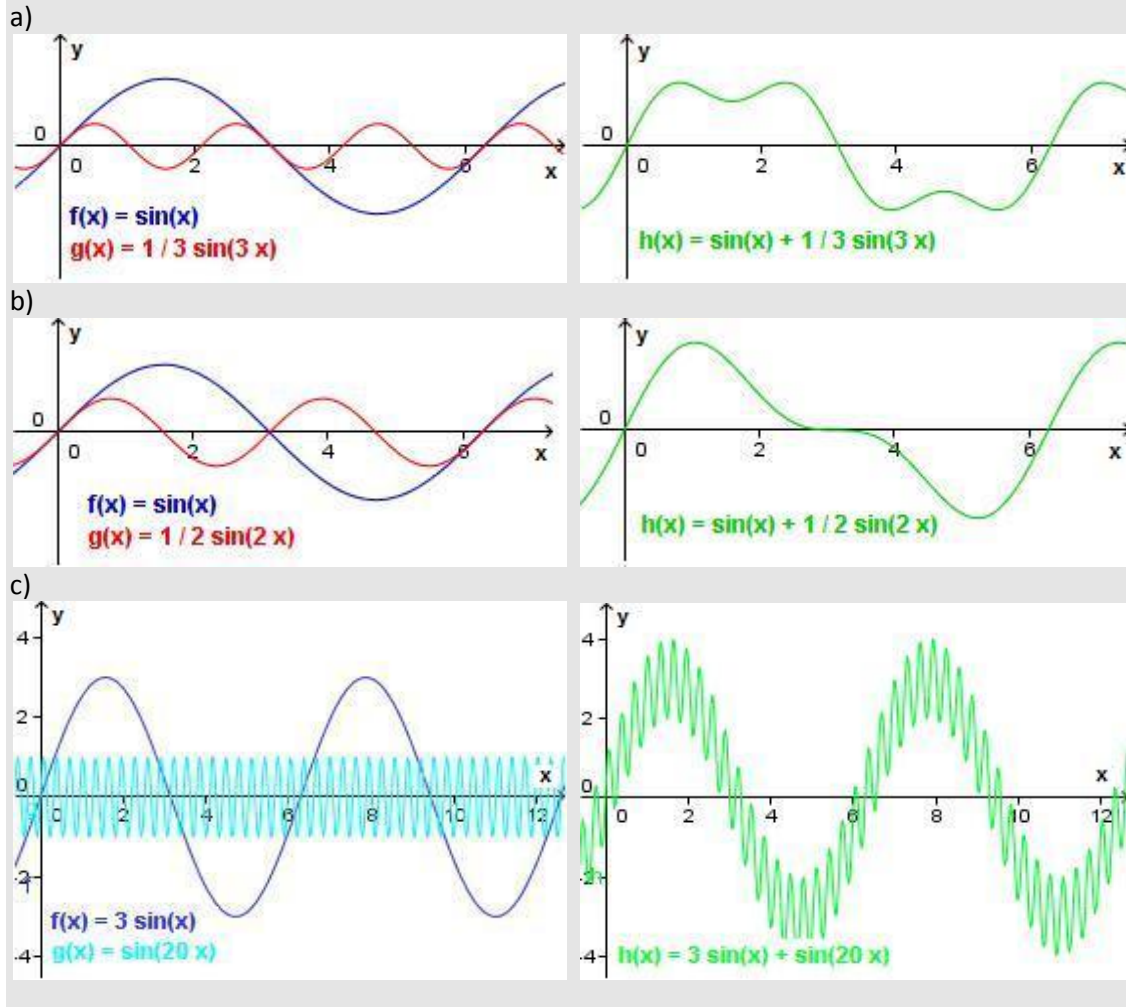 a)
y
0
0 2 4 6
x
f(x) = sin(x)
g(x) = 1 / 3 sin(3 x)
y
0
0 2 4 6
x
h(x) = sin(x) + 1 / 3 sin(3 x)
b)
y
0
0 2 4 6
x
f(x) = sin(x)
g(x) = 1 / 2 sin(2 x)
y
0
0 2 4 6
x
h(x) = sin(x) + 1 / 2 sin(2 x)
c)
y
4
2
x
0
0 2 4 6 8 10 12
-2
f(x) = 3 sin(x)
g(x) = sin(20 x)
-4
y
4
2
x
0
0 2 4 6 8 10 12
-2
h(x) = 3 sin(x) + sin(20 x)
-4